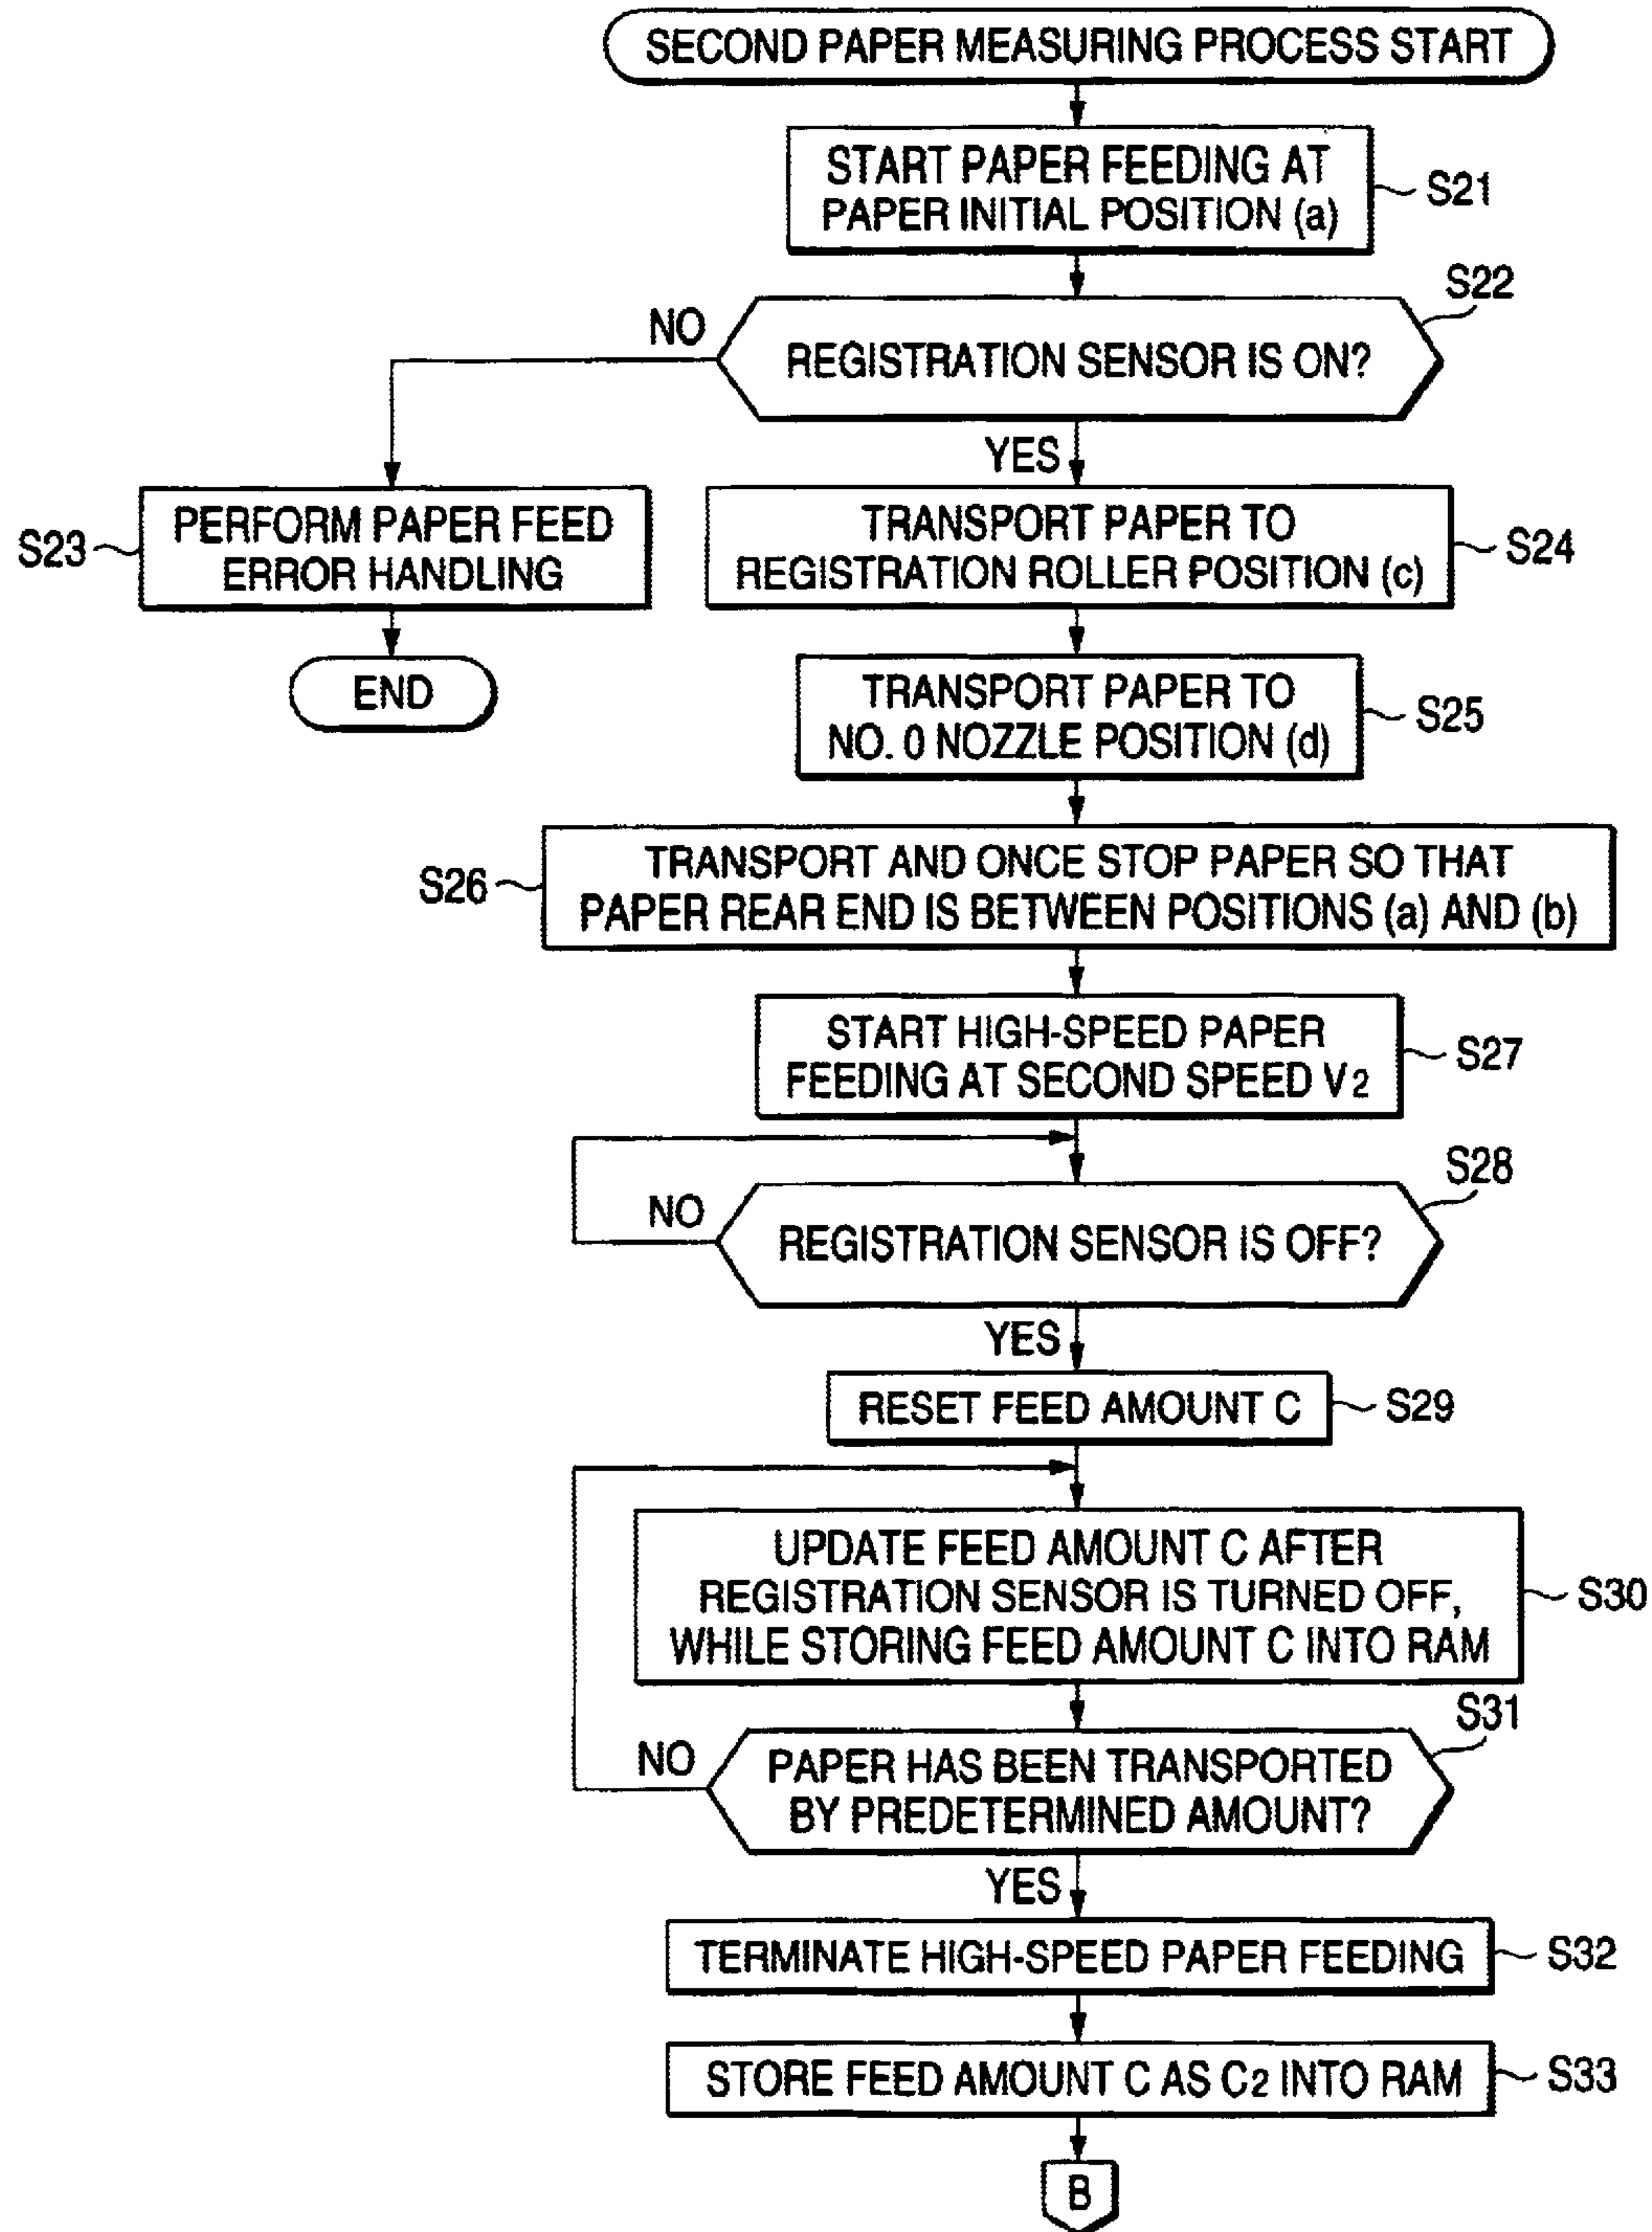 SECOND PAPER MEASURING PROCESS START
START PAPER FEEDING AT
PAPER INITIAL POSITION (a)
S21
S22
NO
REGISTRATION SENSOR IS ON?
YES
S23
PERFORM PAPER FEED
ERROR HANDLING
TRANSPORT PAPER TO
REGISTRATION ROLLER POSITION (c)
S24
END
TRANSPORT PAPER TO
NO. 0 NOZZLE POSITION (d)
S25
S26
TRANSPORT AND ONCE STOP PAPER SO THAT
PAPER REAR END IS BETWEEN POSITIONS (a) AND (b)
START HIGH-SPEED PAPER
FEEDING AT SECOND SPEED V2
S27
S28
NO
REGISTRATION SENSOR IS OFF?
YES
RESET FEED AMOUNT C
S29
UPDATE FEED AMOUNT C AFTER
REGISTRATION SENSOR IS TURNED OFF,
WHILE STORING FEED AMOUNT C INTO RAM
S30
S31
NO
PAPER HAS BEEN TRANSPORTED
BY PREDETERMINED AMOUNT?
YES
TERMINATE HIGH-SPEED PAPER FEEDING
S32
STORE FEED AMOUNT C AS C2 INTO RAM
S33
B